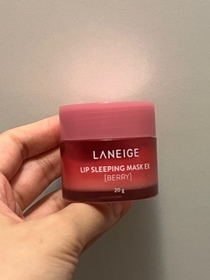 LANEIGE
LIP SLEEPING MASK EX
[BERRY]
20 g